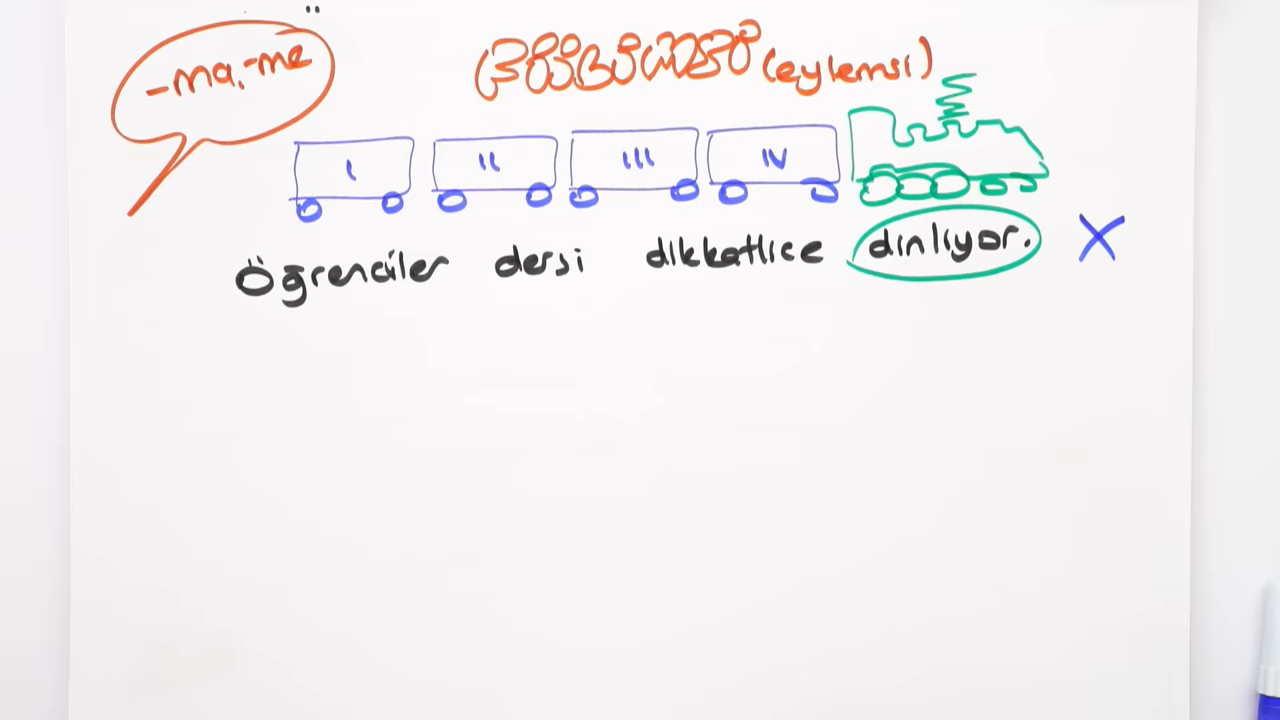 -ma, -me
(eylemsi)
I II III IV
Öğrenciler dersi dikkatlice dinliyor. X